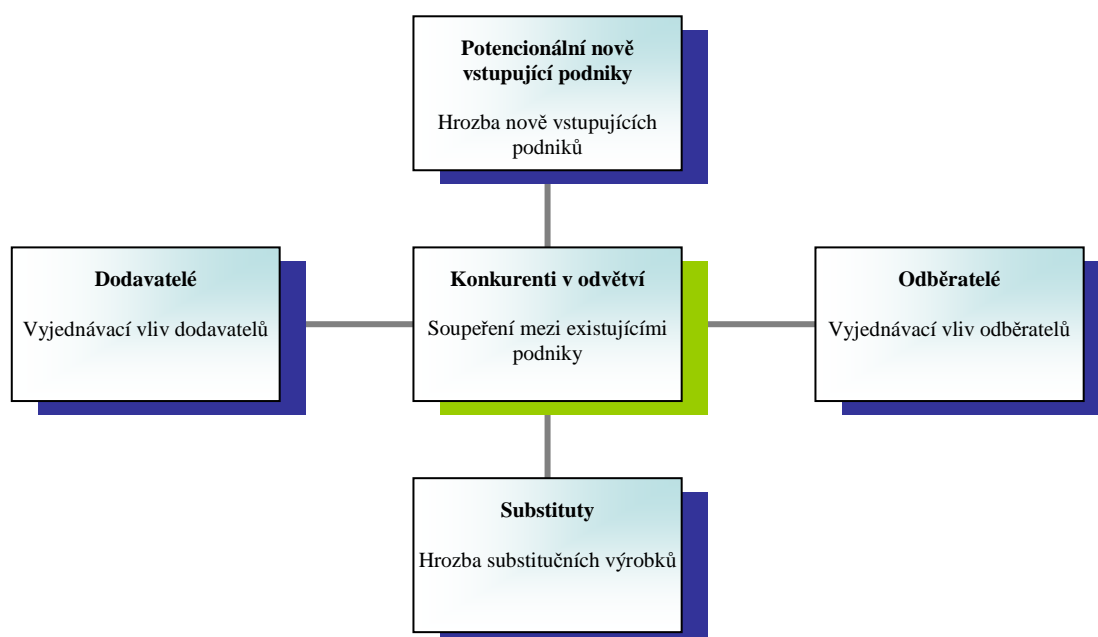 Potencionální nově
vstupující podniky
Hrozba nově vstupujících
podniků
Dodavatelé
Vyjednávací vliv dodavatelů
Konkurenti v odvětví
Soupeření mezi existujícími
podniky
Odběratelé
Vyjednávací vliv odběratelů
Substituty
Hrozba substitučních výrobků